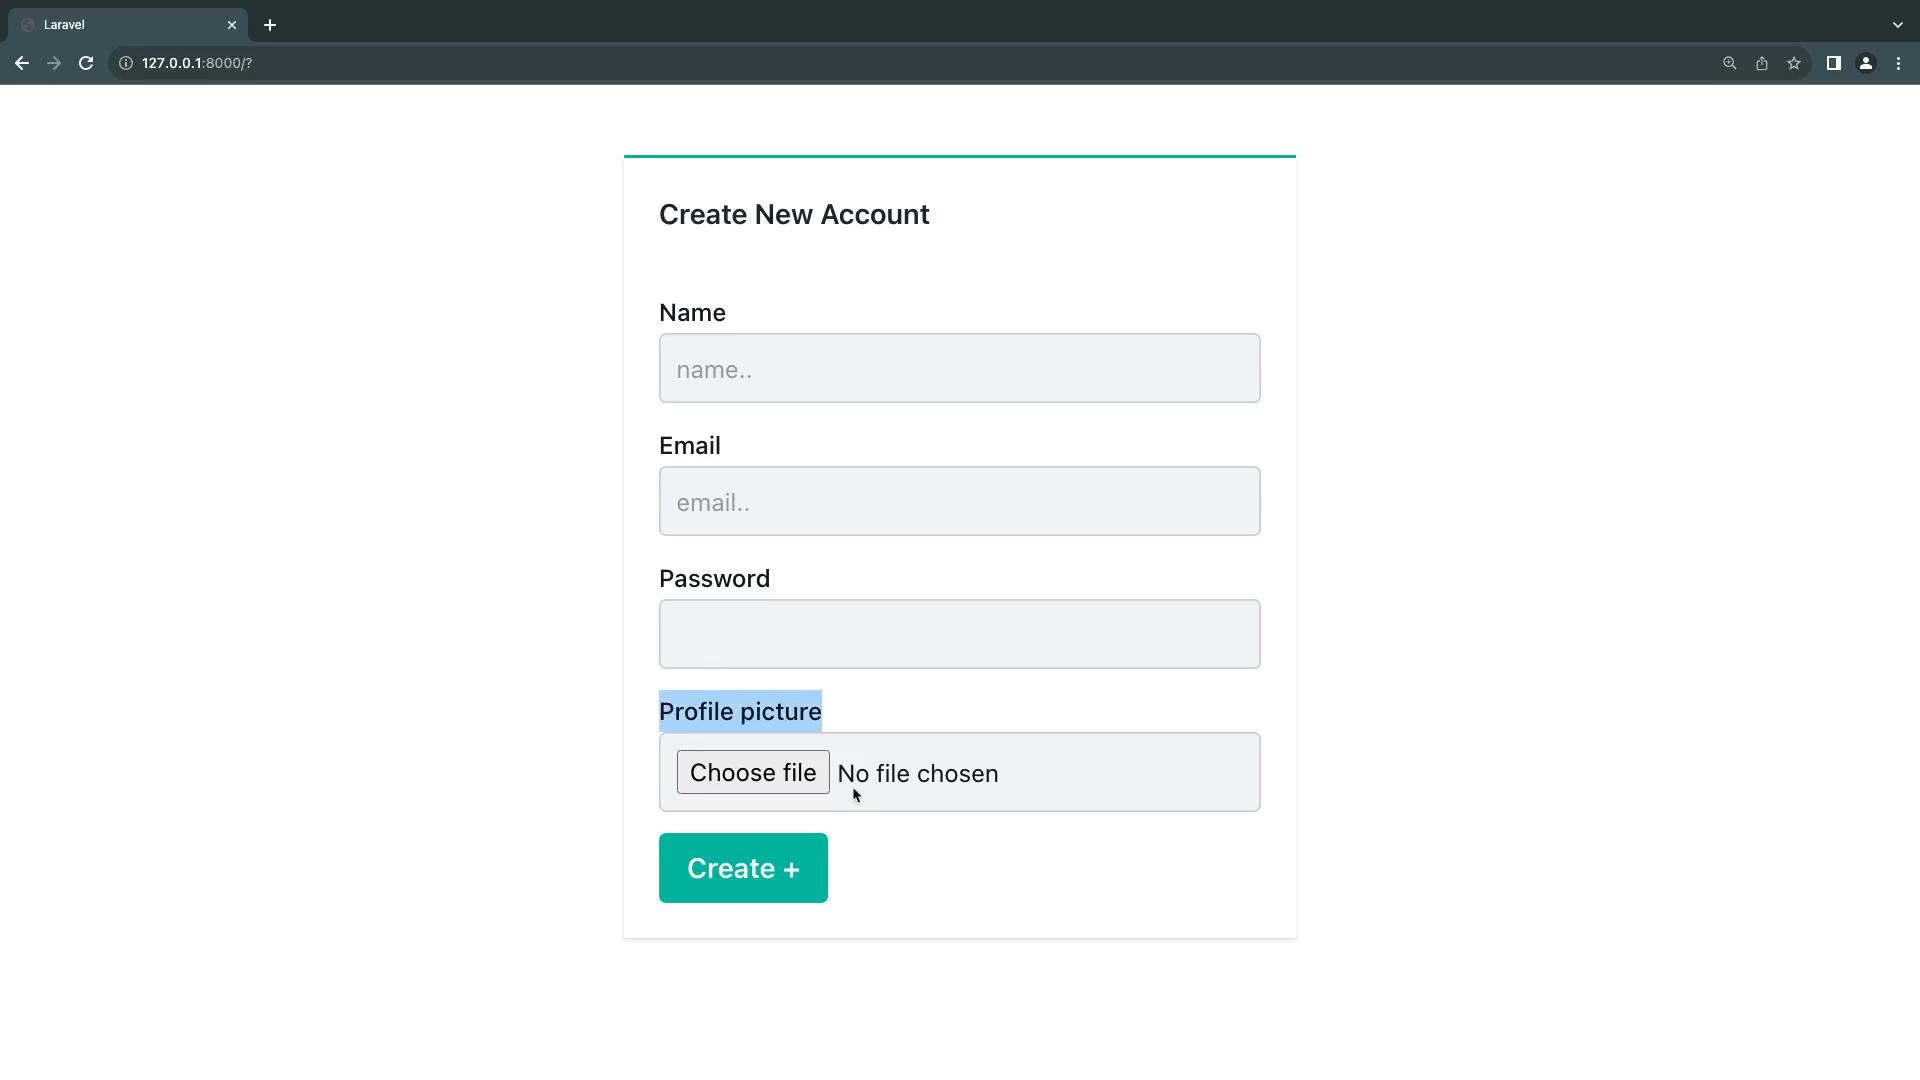 Laravel
127.0.0.1:8000/?
Create New Account
Name
name..
Email
email..
Password
Profile picture
Choose file No file chosen
Create +